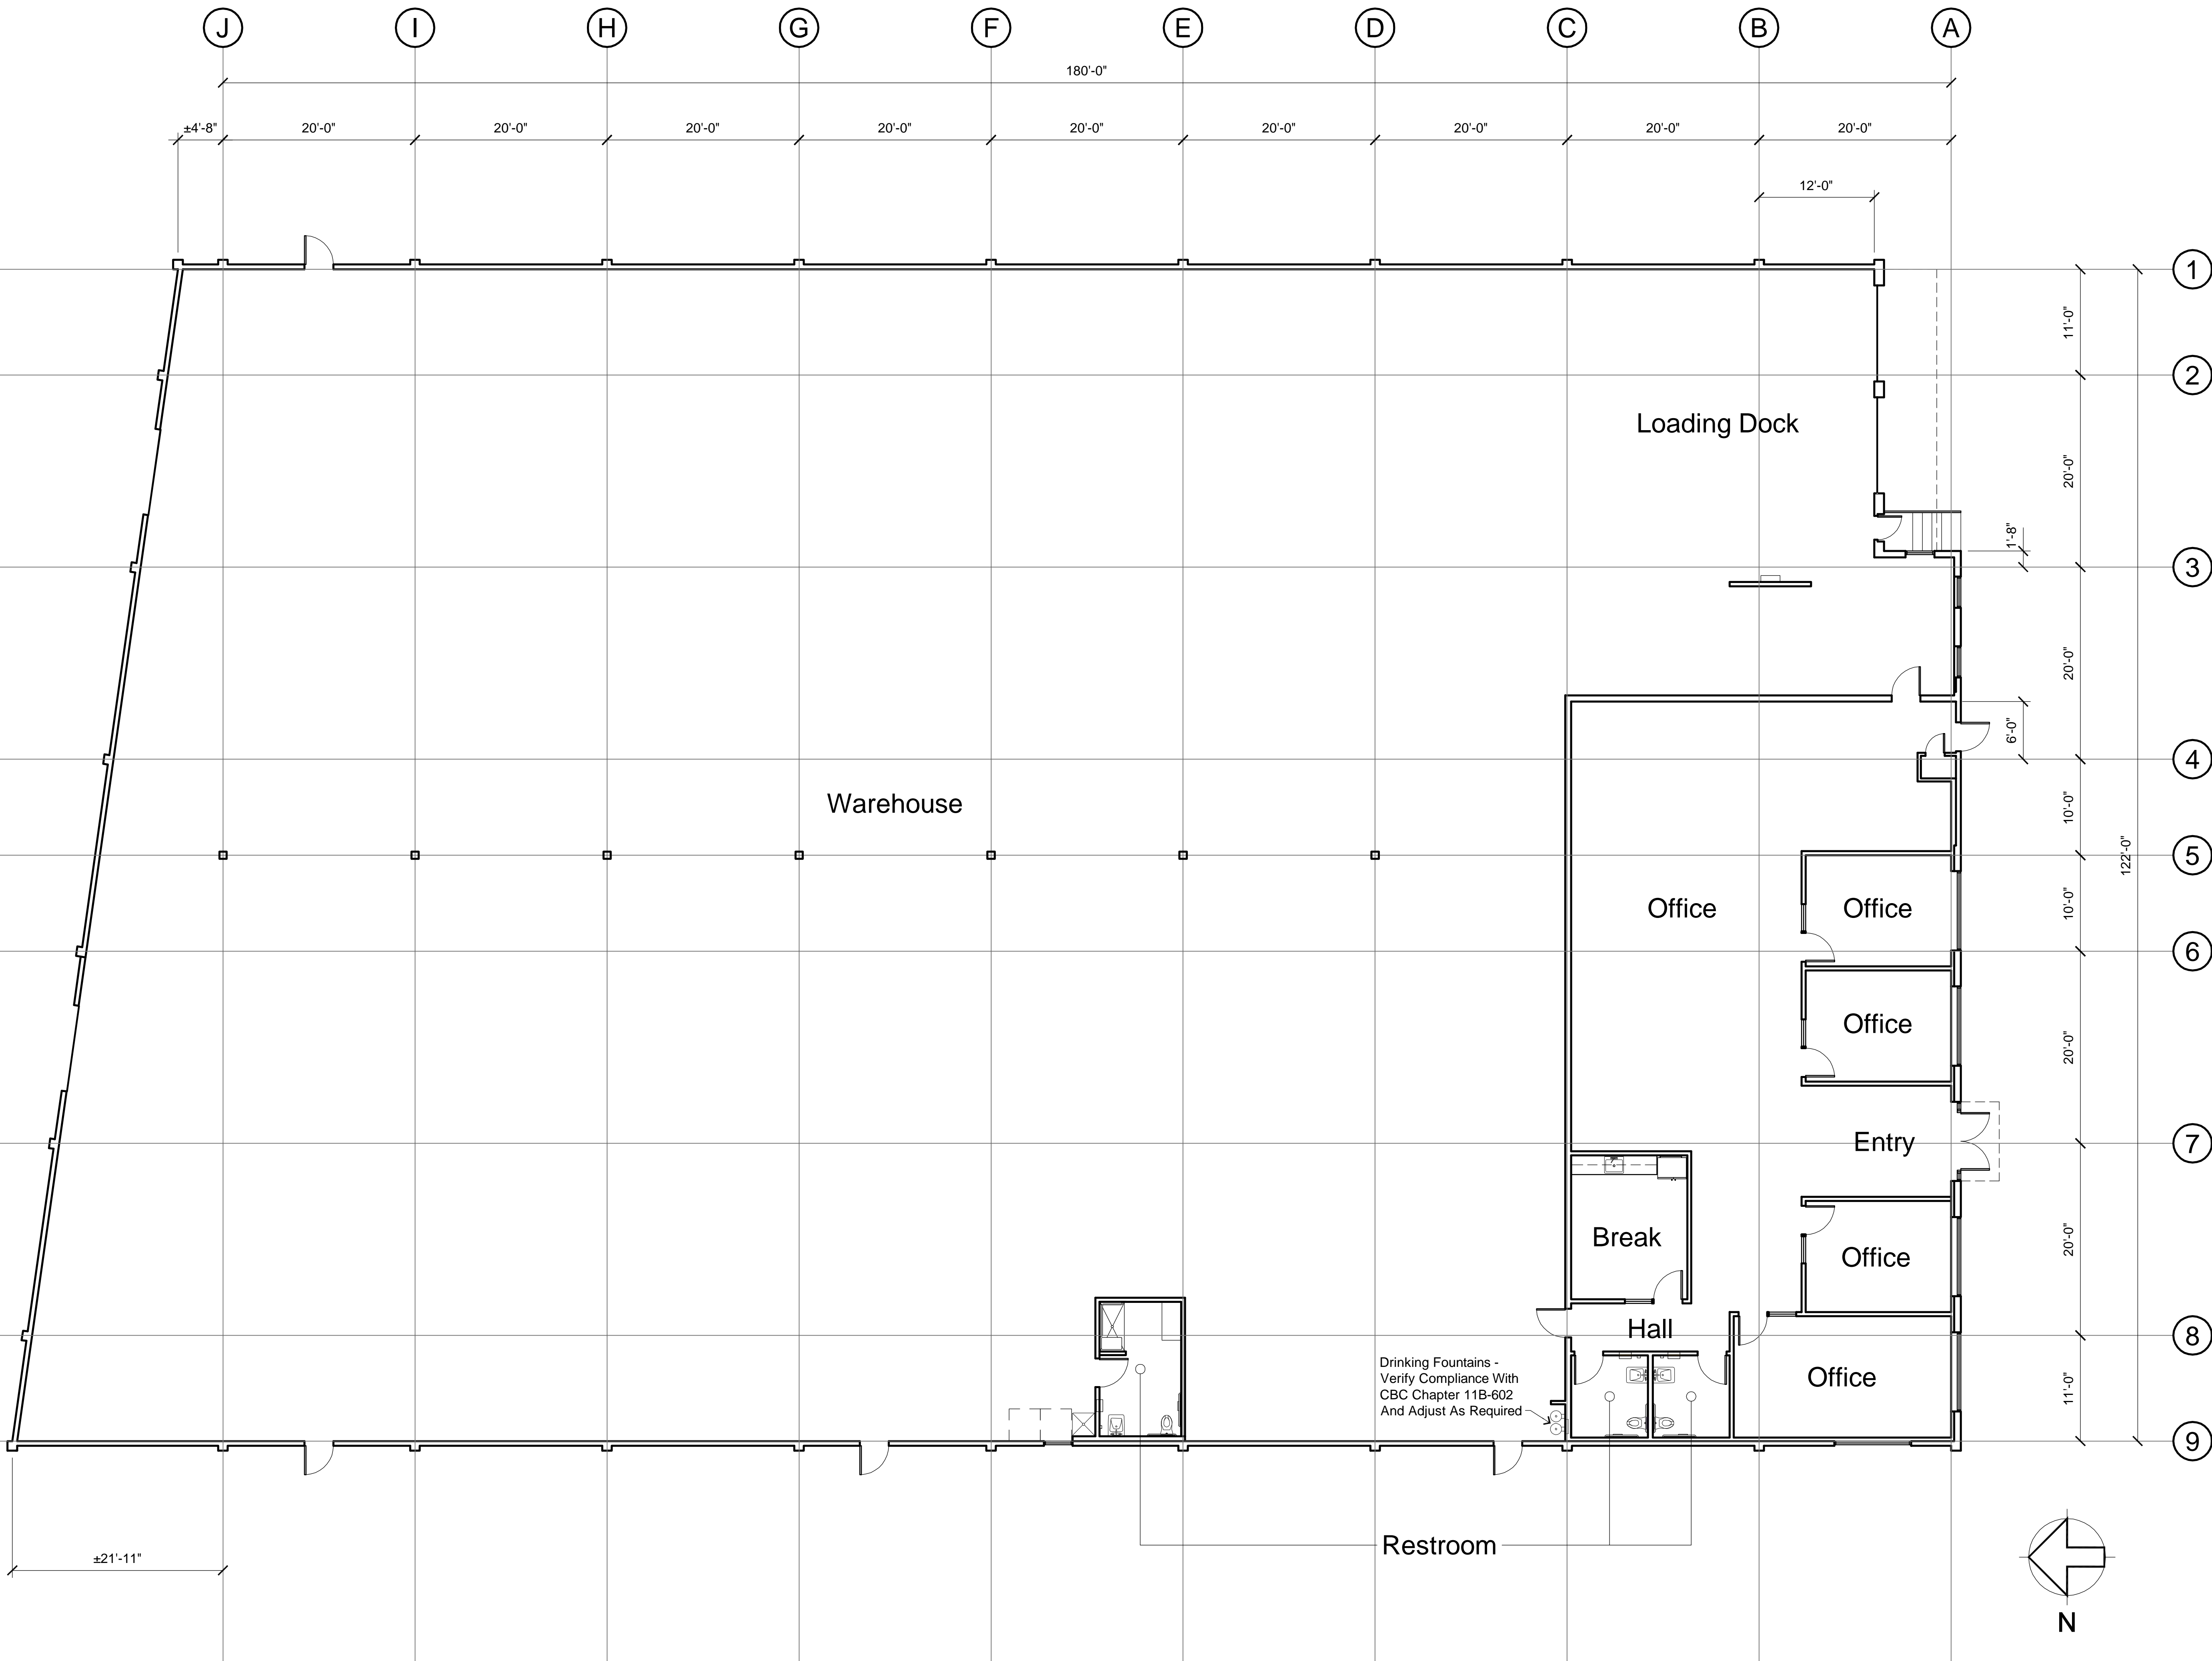 J I H G F E D C B A
180'-0"
±4'-8" 20'-0" 20'-0" 20'-0" 20'-0" 20'-0" 20'-0" 20'-0" 20'-0" 20'-0"
12'-0"
1
11'-0"
2
Loading Dock
20'-0"
1'-8"
3
20'-0"
6'-0"
4
Warehouse
10'-0"
122'-0"
5
Office Office
10'-0"
6
Office
20'-0"
Entry
7
Break
20'-0"
Office
Hall
8
Drinking Fountains -
Verify Compliance With
CBC Chapter 11B-602
And Adjust As Required
Office
11'-0"
9
Restroom
±21'-11"
N